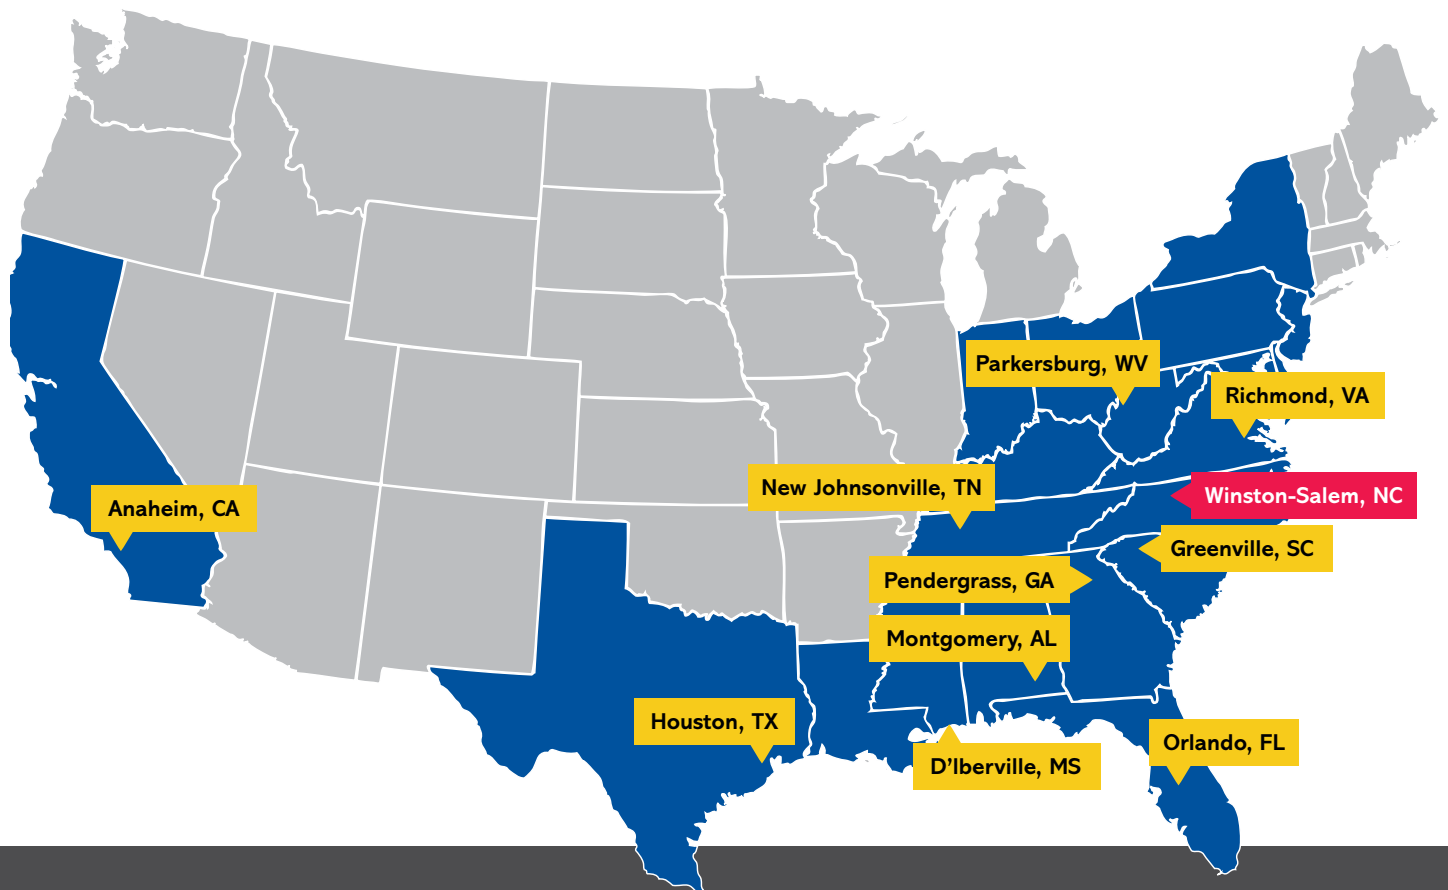 Parkersburg, WV
Richmond, VA
New Johnsonville, TN
Winston-Salem, NC
Anaheim, CA
Greenville, SC
Pendergrass, GA
Montgomery, AL
Houston, TX
Orlando, FL
D’Iberville, MS